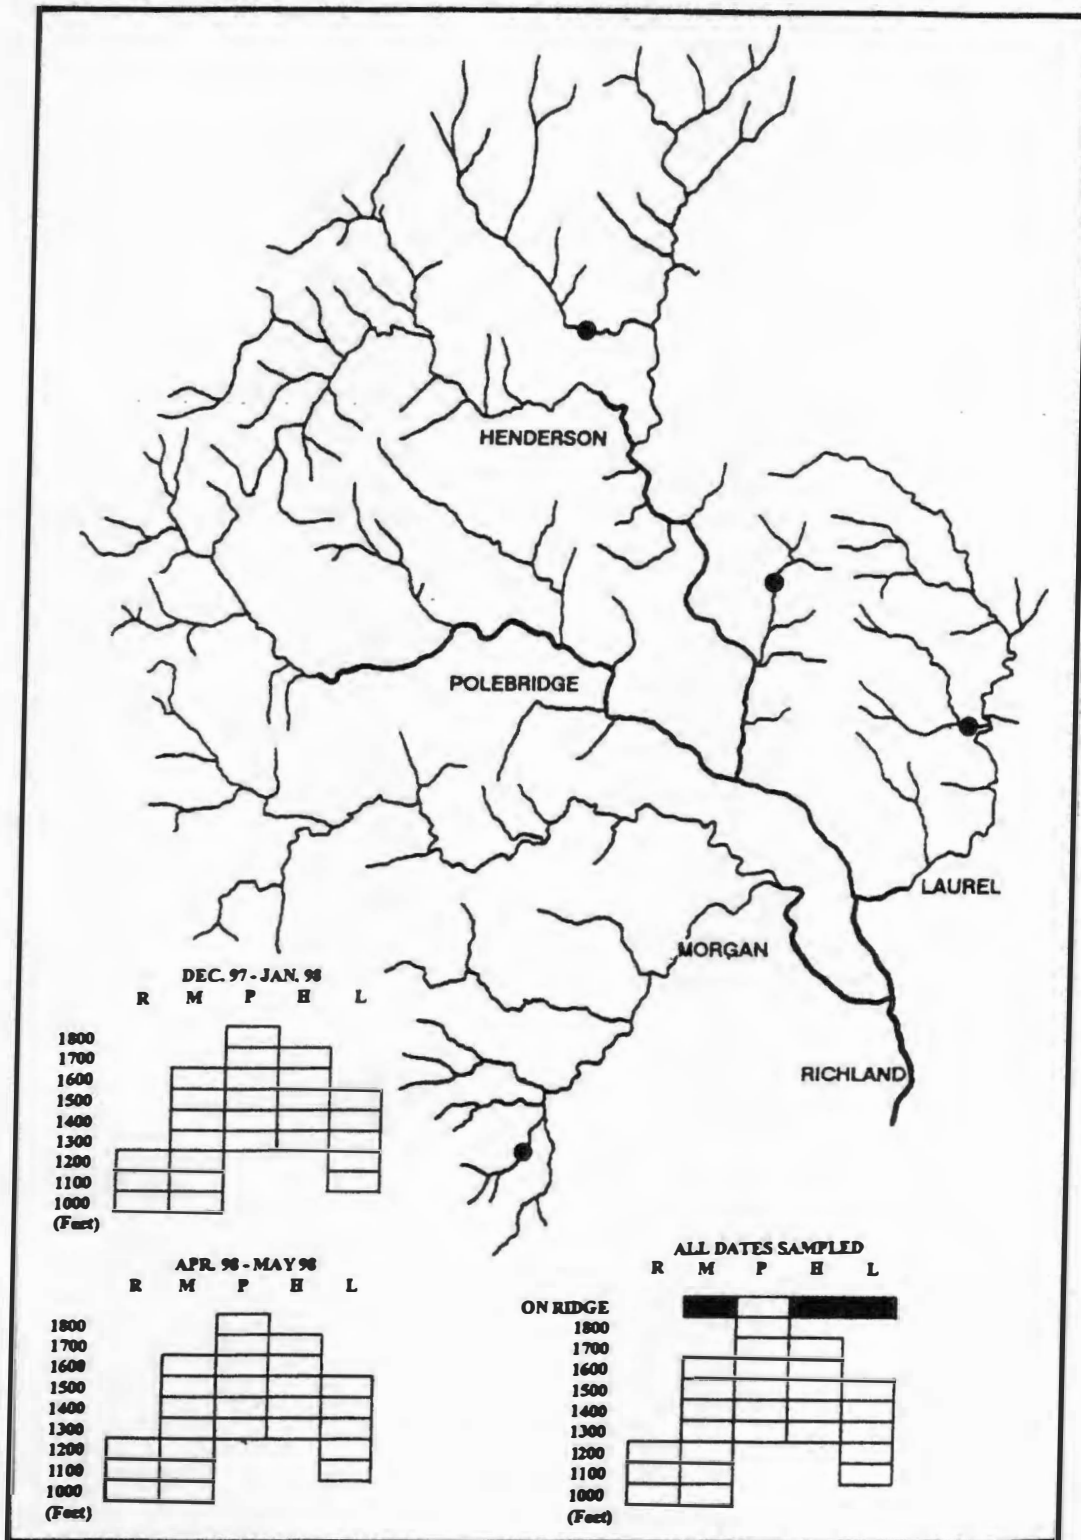 HENDERSON
POLEBRIDGE
LAUREL
MORGAN
RICHLAND
DEC. 97 - JAN. 98
R M P H L
1800
1700
1600
1500
1400
1300
1200
1100
1000
(Feet)
APR. 98 - MAY 98
R M P H L
1800
1700
1600
1500
1400
1300
1200
1100
1000
(Feet)
ALL DATES SAMPLED
R M P H L
ON RIDGE
1800
1700
1600
1500
1400
1300
1200
1100
1000
(Feet)